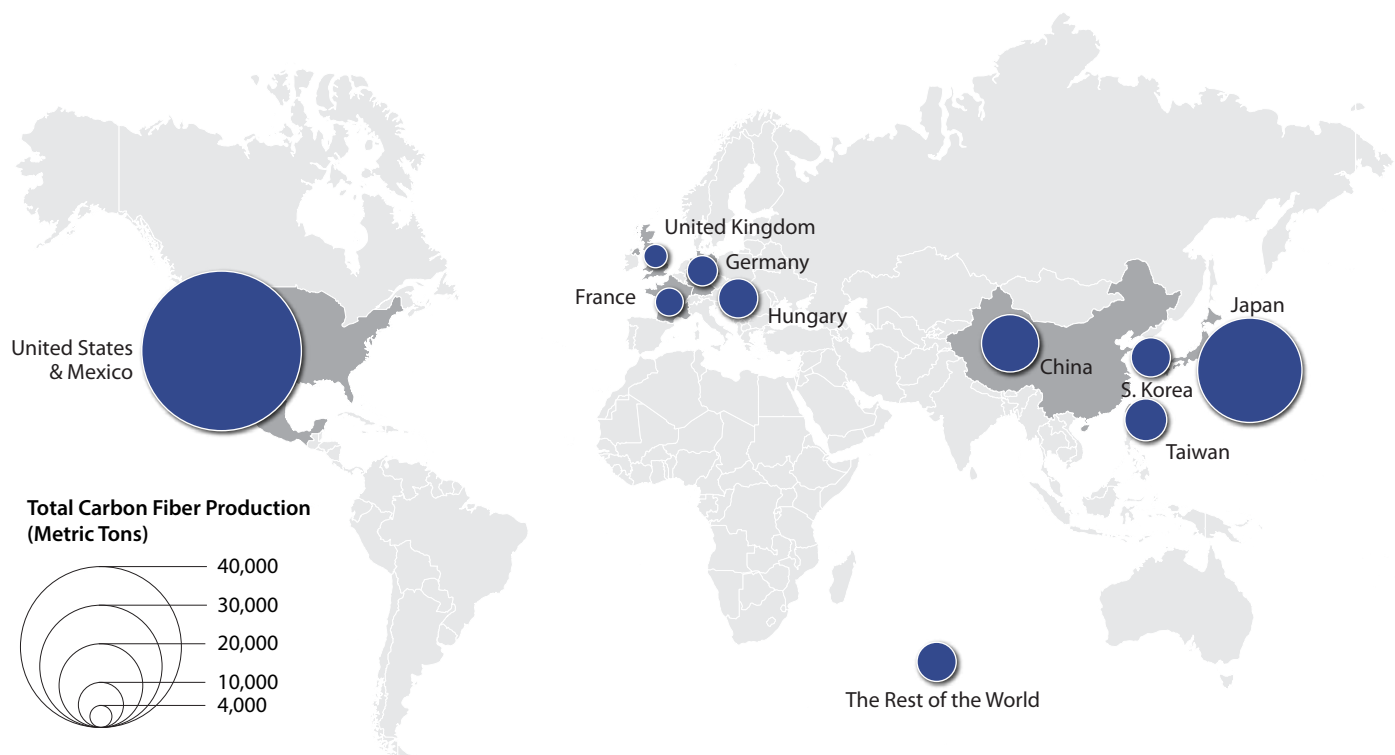 United Kingdom
Germany
France
Hungary
Japan
United States
& Mexico
China
S. Korea
Taiwan
Total Carbon Fiber Production
(Metric Tons)
40,000
30,000
20,000
10,000
4,000
The Rest of the World